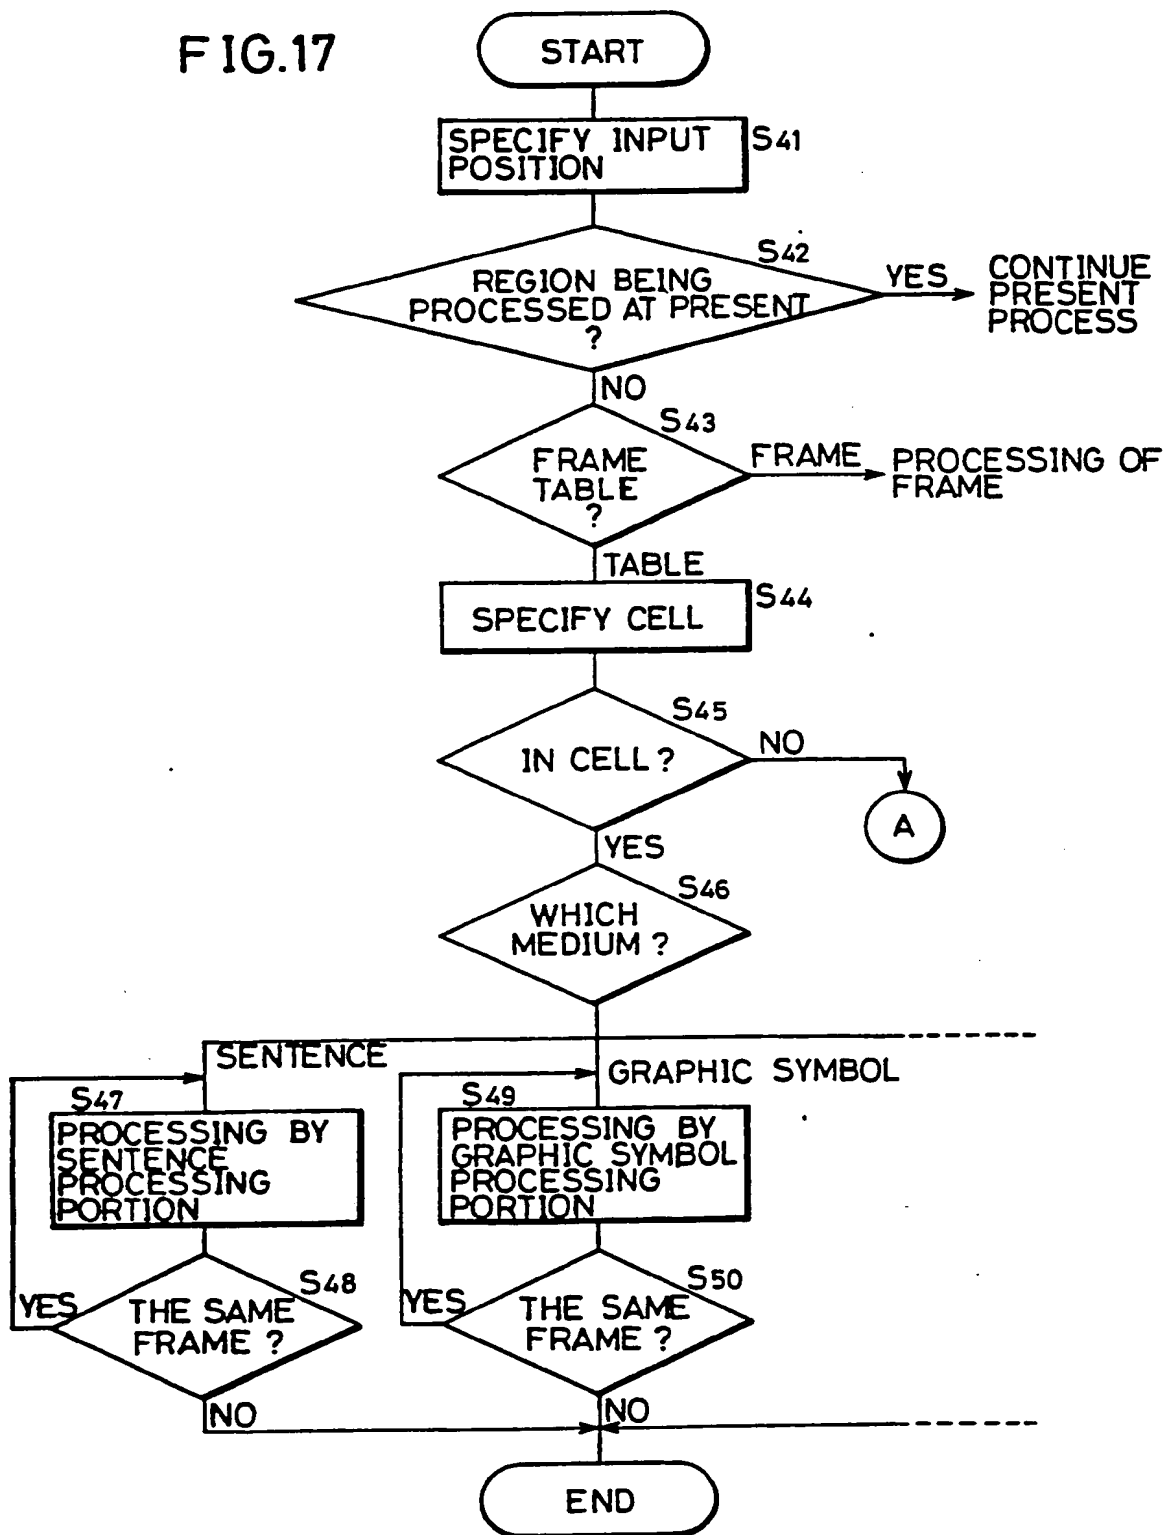 FIG.17
START
SPECIFY INPUT
POSITION
S41
S42
REGION BEING
PROCESSED AT PRESENT
?
YES
CONTINUE
PRESENT
PROCESS
NO
S43
FRAME
TABLE
?
FRAME
PROCESSING OF
FRAME
TABLE
SPECIFY CELL
S44
S45
IN CELL?
NO
A
YES
S46
WHICH
MEDIUM?
SENTENCE
GRAPHIC SYMBOL
S47
PROCESSING BY
SENTENCE
PROCESSING
PORTION
S49
PROCESSING BY
GRAPHIC SYMBOL
PROCESSING
PORTION
S48
YES
THE SAME
FRAME?
NO
S50
YES
THE SAME
FRAME?
NO
END